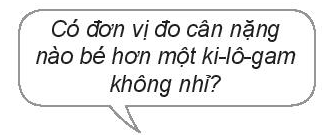 Có đơn vị đo cân nặng
nào bé hơn một ki-lô-gam
không nhỉ?